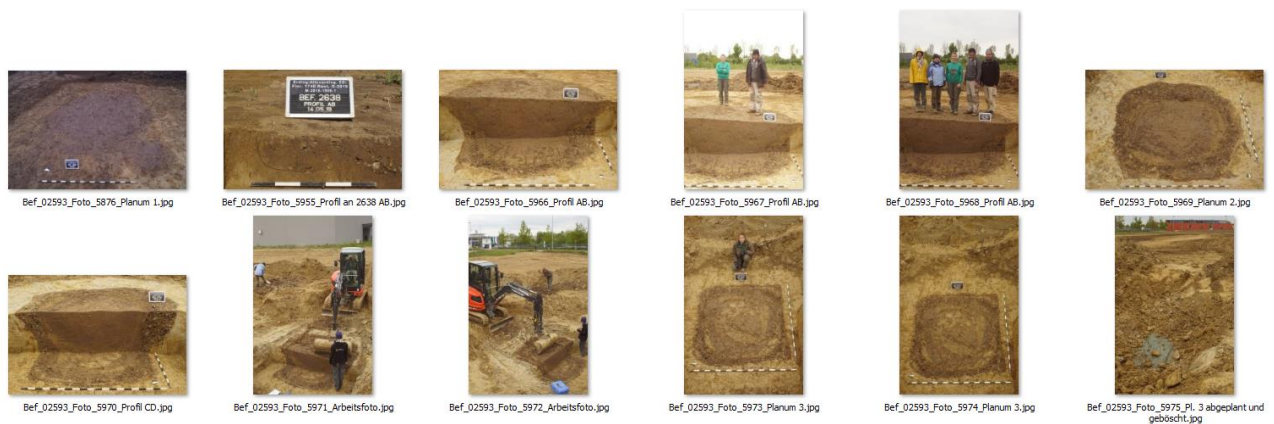 Bef_02593_Foto_5876_Planum 1.jpg
Bef_02593_Foto_5955_Profil an 2638 AB.jpg
Bef_02593_Foto_5966_Profil AB.jpg
Bef_02593_Foto_5967_Profil AB.jpg
Bef_02593_Foto_5968_Profil AB.jpg
Bef_02593_Foto_5969_Planum 2.jpg
BEF. 2638
PROFIL AB
Bef_02593_Foto_5970_Profil CD.jpg
Bef_02593_Foto_5971_Arbeitsfoto.jpg
Bef_02593_Foto_5972_Arbeitsfoto.jpg
Bef_02593_Foto_5973_Planum 3.jpg
Bef_02593_Foto_5974_Planum 3.jpg
Bef_02593_Foto_5975_Pl. 3 abgeplant und
geböscht.jpg